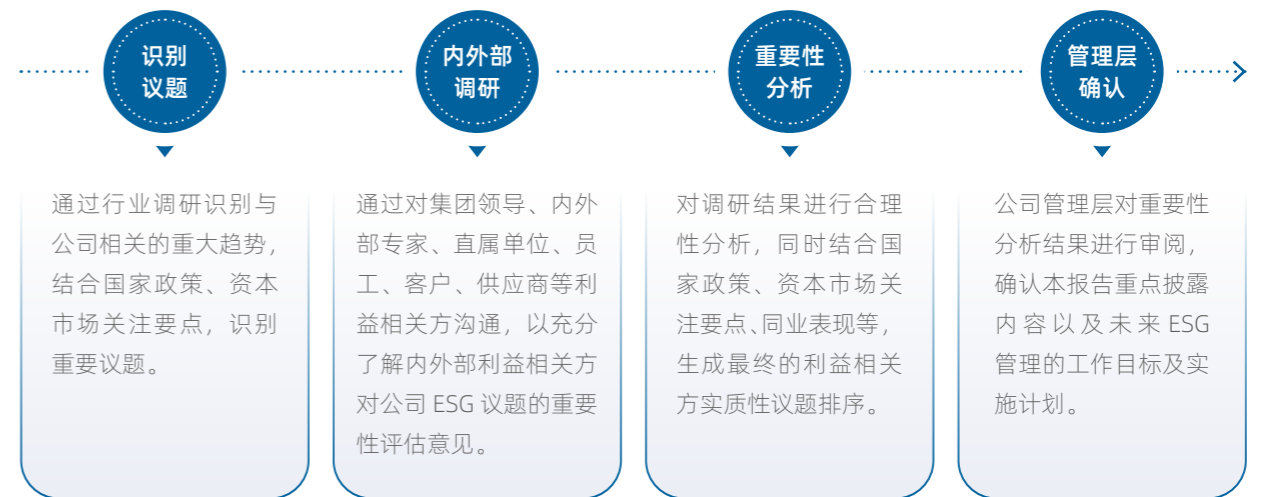 识别
议题
内外部
调研
重要性
分析
管理层
确认
通过行业调研识别与
公司相关的重大趋势，
结合国家政策、资本
市场关注要点，识别
重要议题。
通过对集团领导、内外
部专家、直属单位、员
工、客户、供应商等利
益相关方沟通，以充分
了解内外部利益相关方
对公司 ESG 议题的重要
性评估意见。
对调研结果进行合理
性分析，同时结合国
家政策、资本市场关
注要点、同业表现等，
生成最终的利益相关
方实质性议题排序。
公司管理层对重要性
分析结果进行审阅，
确认本报告重点披露
内容以及未来 ESG
管理的工作目标及实
施计划。